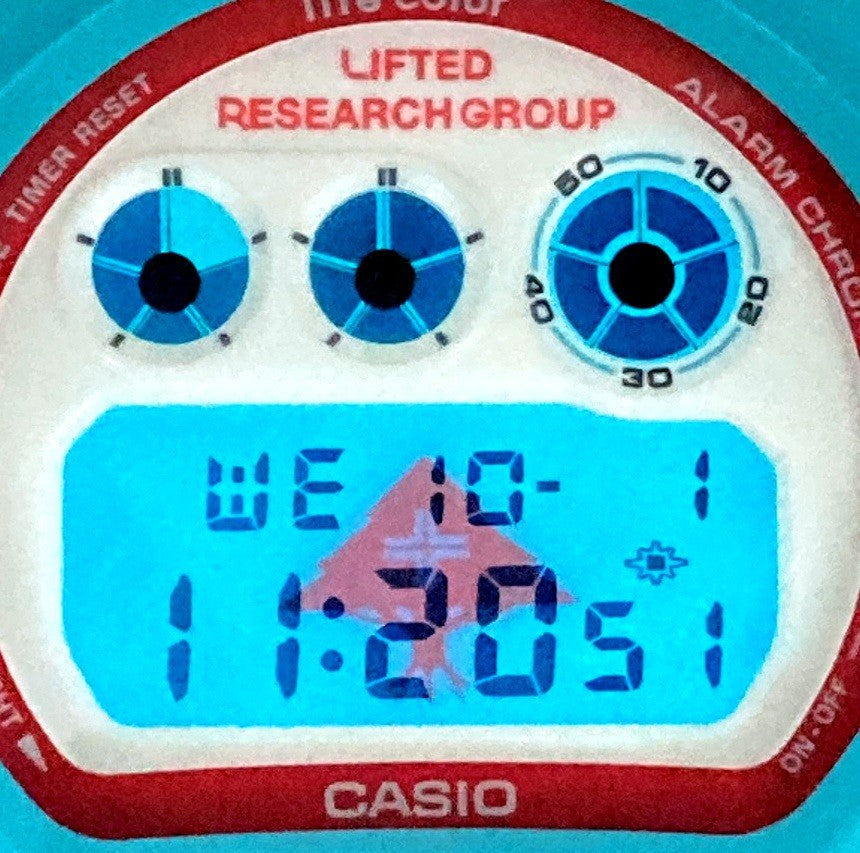 LIFTED
RESEARCH GROUP
TIMER RESET
ALARM CHRO
50 10
40 20
30
WE 10- 1
11:20 51
ON·OFF
CASIO